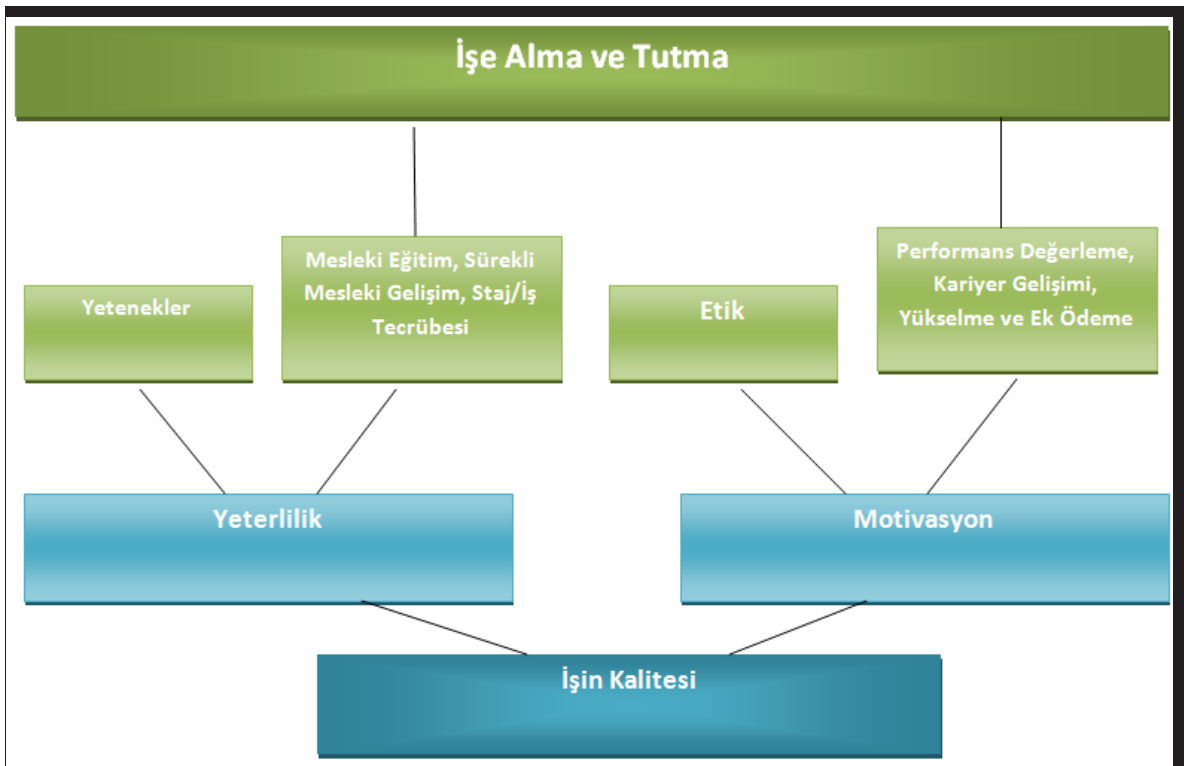 İşe Alma ve Tutma
Yetenekler
Mesleki Eğitim, Sürekli
Mesleki Gelişim, Staj/İş
Tecrübesi
Etik
Performans Değerleme,
Kariyer Gelişimi,
Yükselme ve Ek Ödeme
Yeterlilik
Motivasyon
İşin Kalitesi